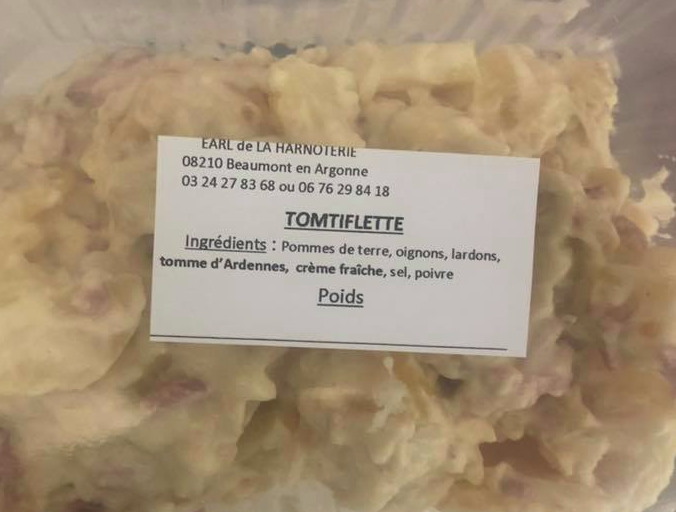 EARL de LA HARNOTERIE
08210 Beaumont en Argonne
03 24 27 83 68 ou 06 76 29 84 18
TOMTIFLETTE
Ingrédients : Pommes de terre, oignons, lardons,
tomme d'Ardennes, crème fraîche, sel, poivre
Poids